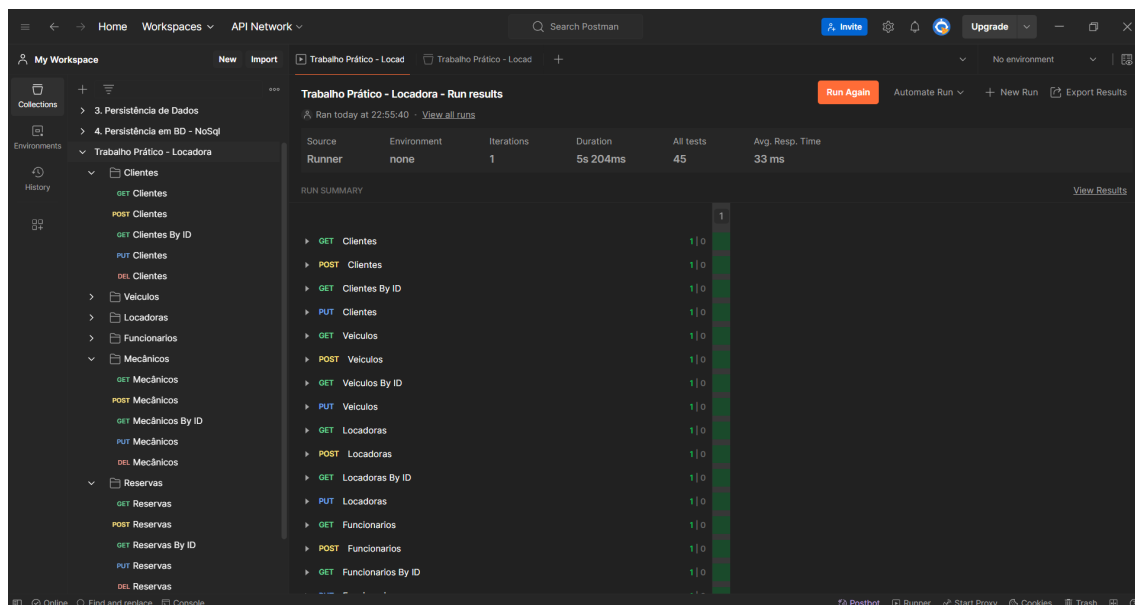 Home Workspaces API Network Search Postman Invite Upgrade
My Workspace New Import Trabalho Prático - Locad Trabalho Prático - Locad No environment
Collections
Environments
History
3. Persistência de Dados
4. Persistência em BD - NoSql
Trabalho Prático - Locadora
Clientes
GET Clientes
POST Clientes
GET Clientes By ID
PUT Clientes
DEL Clientes
Veiculos
Locadoras
Funcionarios
Mecânicos
GET Mecânicos
POST Mecânicos
GET Mecânicos By ID
PUT Mecânicos
DEL Mecânicos
Reservas
GET Reservas
POST Reservas
GET Reservas By ID
PUT Reservas
DEL Reservas
Trabalho Prático - Locadora - Run results Run Again Automate Run + New Run Export Results
Ran today at 22:55:40 · View all runs
Source Environment Iterations Duration All tests Avg. Resp. Time
Runner none 1 5s 204ms 45 33 ms
RUN SUMMARY View Results
1
GET Clientes 1 | 0
POST Clientes 1 | 0
GET Clientes By ID 1 | 0
PUT Clientes 1 | 0
GET Veiculos 1 | 0
POST Veiculos 1 | 0
GET Veiculos By ID 1 | 0
PUT Veiculos 1 | 0
GET Locadoras 1 | 0
POST Locadoras 1 | 0
GET Locadoras By ID 1 | 0
PUT Locadoras 1 | 0
GET Funcionarios 1 | 0
POST Funcionarios 1 | 0
GET Funcionarios By ID 1 | 0
Online Find and replace Console Postbot Runner Start Proxy Cookies Trash